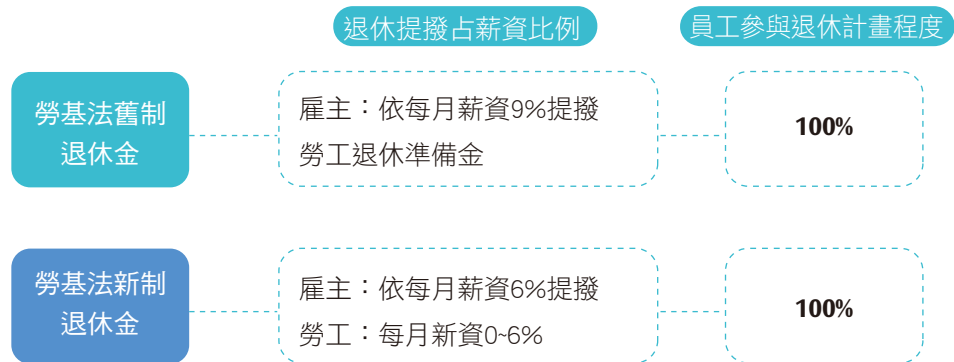 退休提撥占薪資比例
員工參與退休計畫程度
勞基法舊制
退休金
雇主：依每月薪資9%提撥
勞工退休準備金
100%
勞基法新制
退休金
雇主：依每月薪資6%提撥
勞工：每月新資0~6%
100%